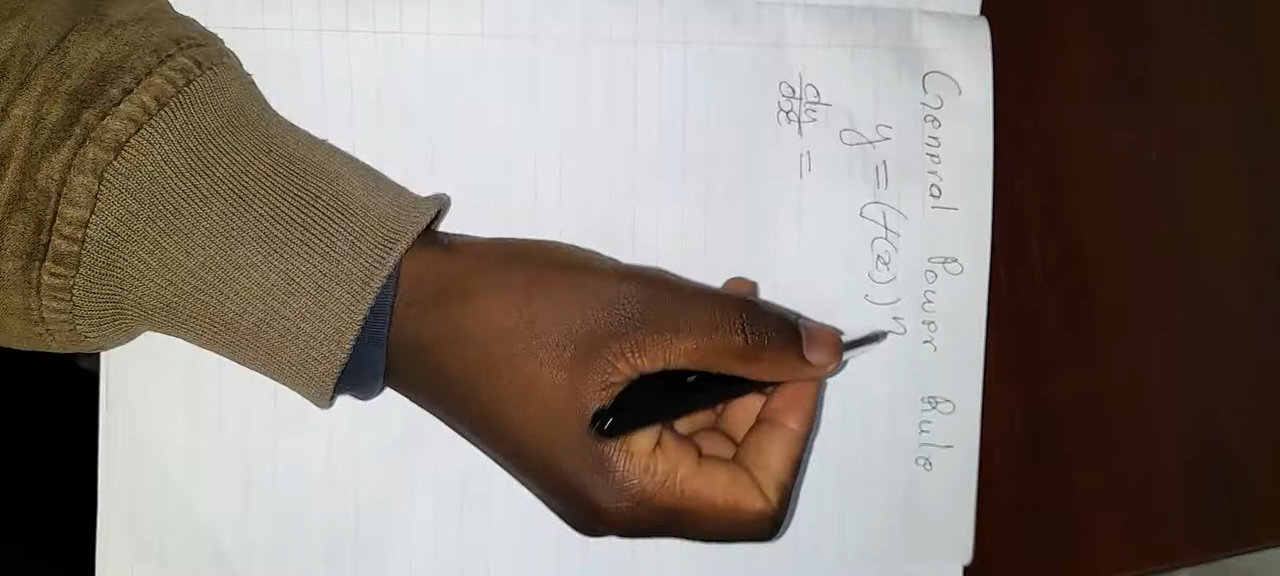 General Power Rule
y = (f(x))^n
dy/dx =